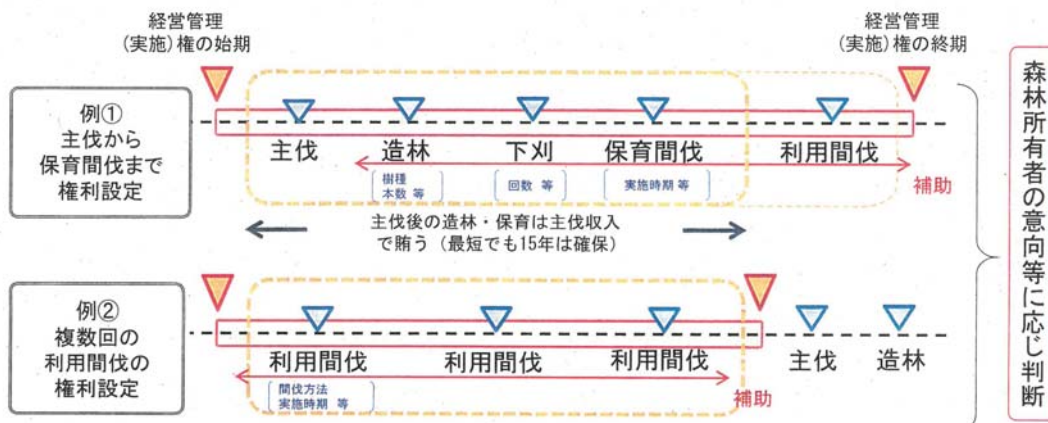 経営管理
(実施)権の始期
経営管理
(実施)権の終期
例①
主伐から
保育間伐まで
権利設定
主伐
造林
下刈
保育間伐
利用間伐
樹種
本数 等
回数 等
実施時期 等
補助
主伐後の造林・保育は主伐収入
で賄う（最短でも15年は確保）
例②
複数回の
利用間伐の
権利設定
利用間伐
利用間伐
利用間伐
主伐
造林
間伐方法
実施時期 等
補助
森林所有者の意向等に応じ判断